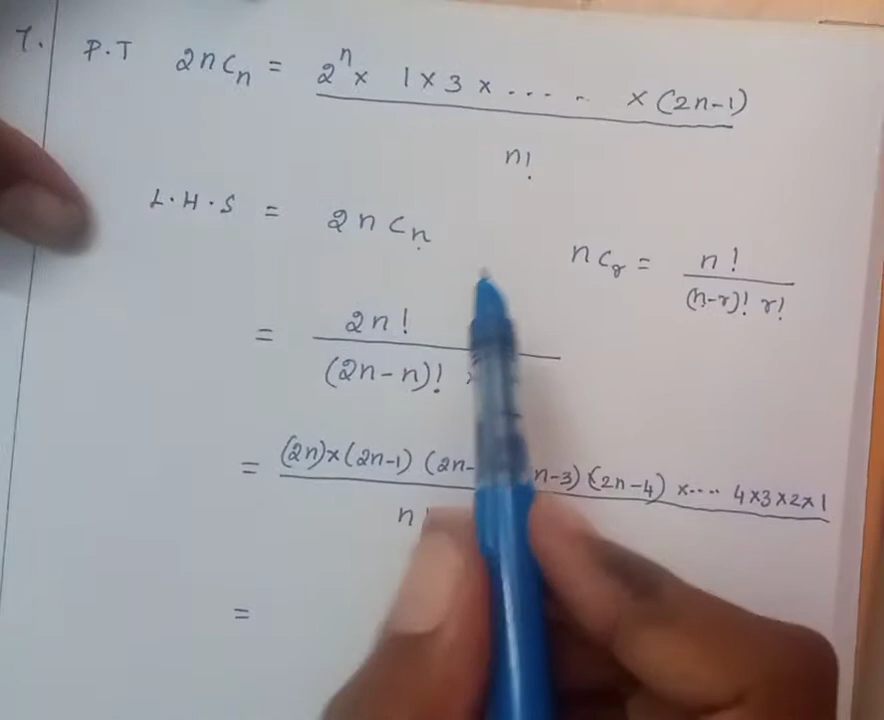 7. P.T 2nCₙ = 2ⁿ × 1 × 3 × ..... × (2n-1)
n!
L.H.S = 2nCₙ
nCᵣ = n!
(n-r)! r!
= 2n!
(2n-n)! ×
= (2n)×(2n-1) (2n- n-3) (2n-4) ×.... 4×3×2×1
n!
=